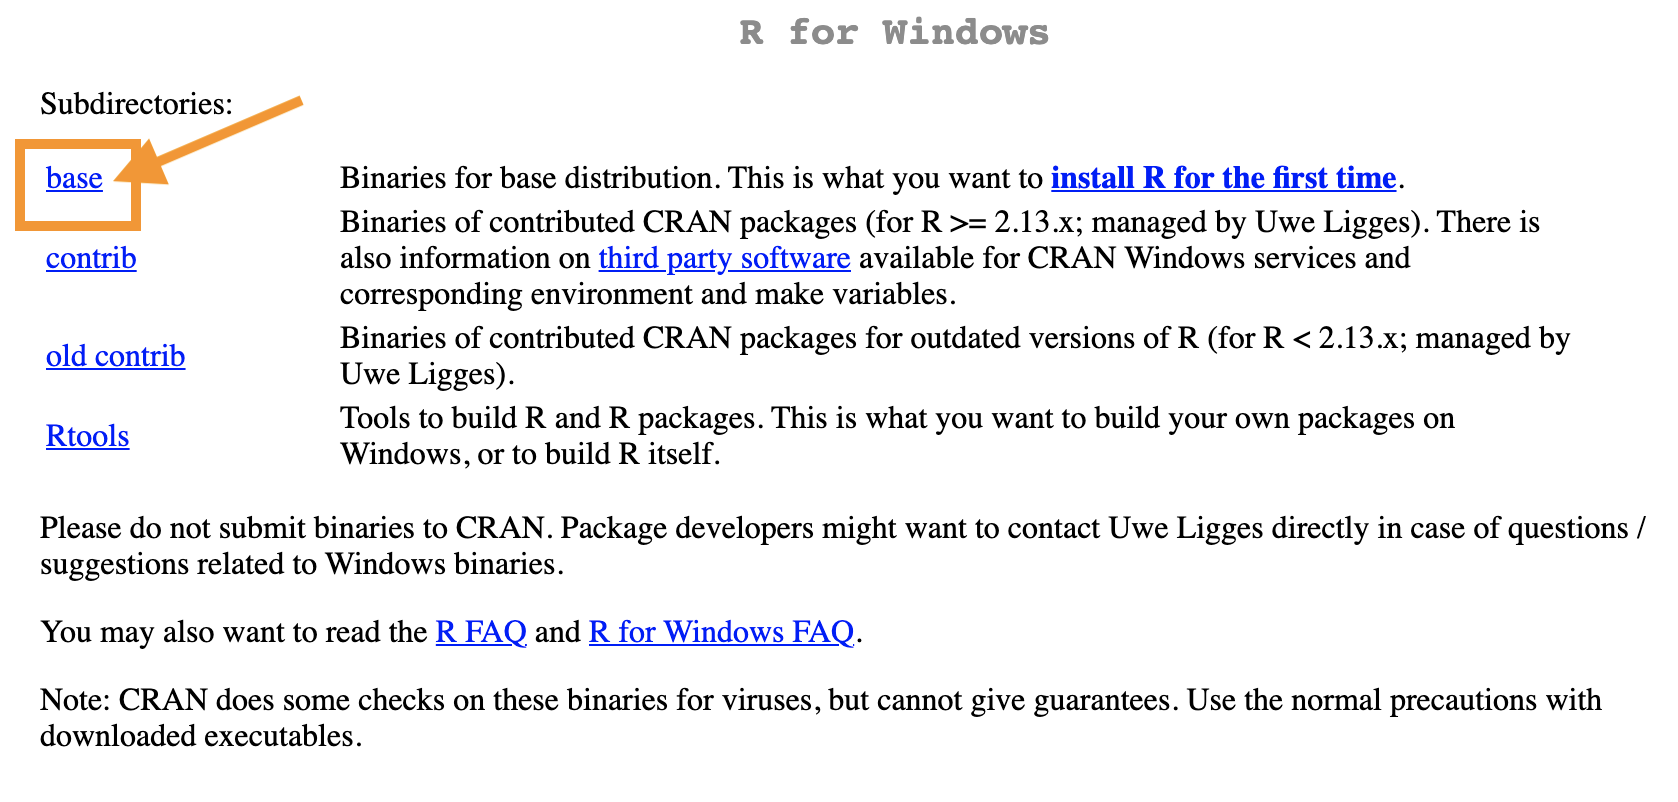 R for Windows
Subdirectories:
base
Binaries for base distribution. This is what you want to install R for the first time.
contrib
Binaries of contributed CRAN packages (for R >= 2.13.x; managed by Uwe Ligges). There is
also information on third party software available for CRAN Windows services and
corresponding environment and make variables.
old contrib
Binaries of contributed CRAN packages for outdated versions of R (for R < 2.13.x; managed by
Uwe Ligges).
Rtools
Tools to build R and R packages. This is what you want to build your own packages on
Windows, or to build R itself.
Please do not submit binaries to CRAN. Package developers might want to contact Uwe Ligges directly in case of questions /
suggestions related to Windows binaries.
You may also want to read the R FAQ and R for Windows FAQ.
Note: CRAN does some checks on these binaries for viruses, but cannot give guarantees. Use the normal precautions with
downloaded executables.